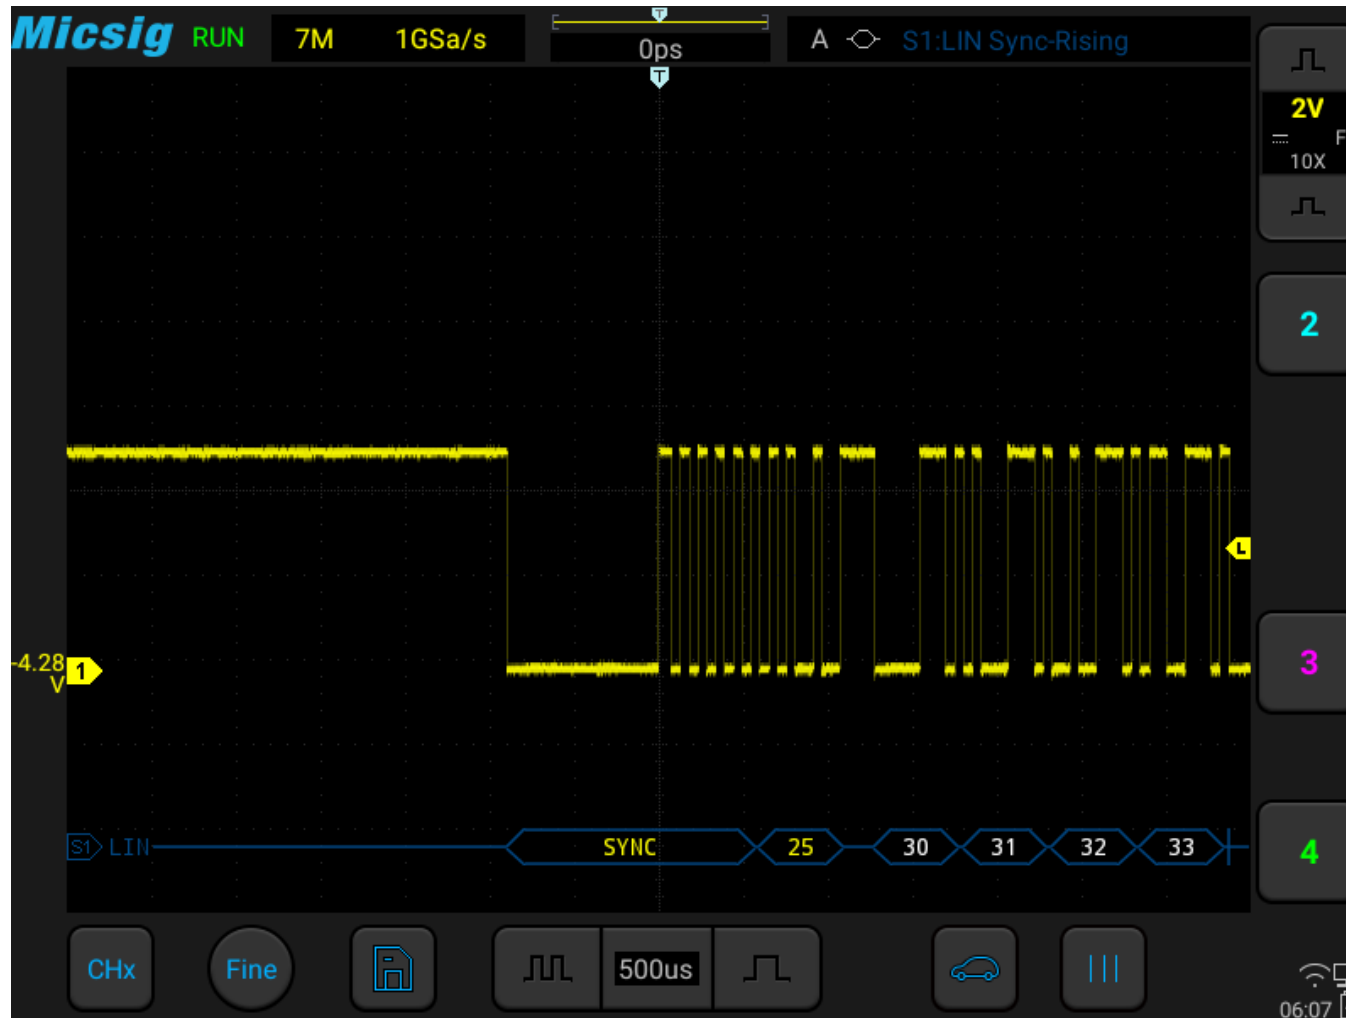 Micsig RUN 7M 1GSa/s 0ps A S1:LIN Sync-Rising
T
T
2V
F
10X
2
L
-4.28
V
1
3
S1 LIN SYNC 25 30 31 32 33
4
CHx Fine 500us
06:07